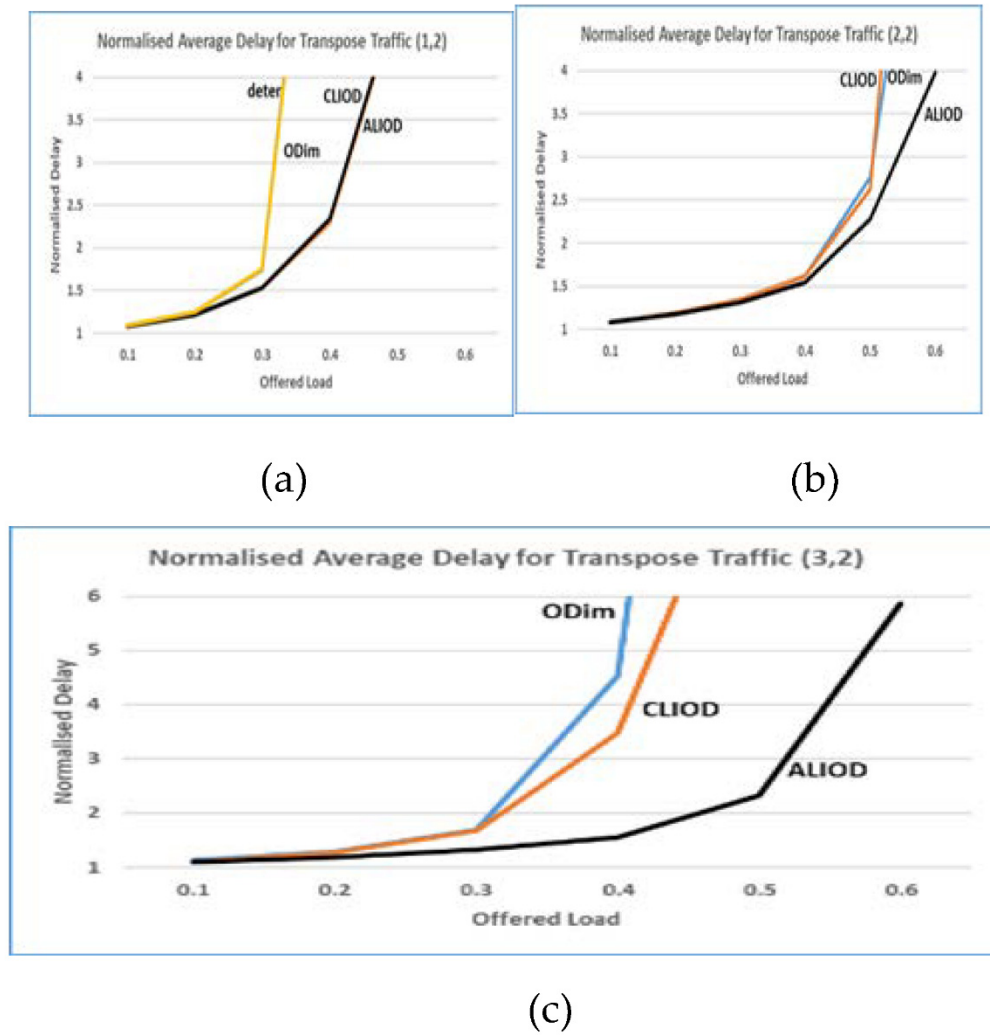 Normalised Average Delay for Transpose Traffic (1,2)
4
3.5
3
2.5
2
1.5
1
Normalised Delay
deter
CLIOD
ALIOD
ODim
0.1 0.2 0.3 0.4 0.5 0.6
Offered Load
(a)
Normalised Average Delay for Transpose Traffic (2,2)
4
3.5
3
2.5
2
1.5
1
Normalised Delay
CLIOD
ODim
ALIOD
0.1 0.2 0.3 0.4 0.5 0.6
Offered Load
(b)
Normalised Average Delay for Transpose Traffic (3,2)
6
5
4
3
2
1
Normalised Delay
ODim
CLIOD
ALIOD
0.1 0.2 0.3 0.4 0.5 0.6
Offered Load
(c)